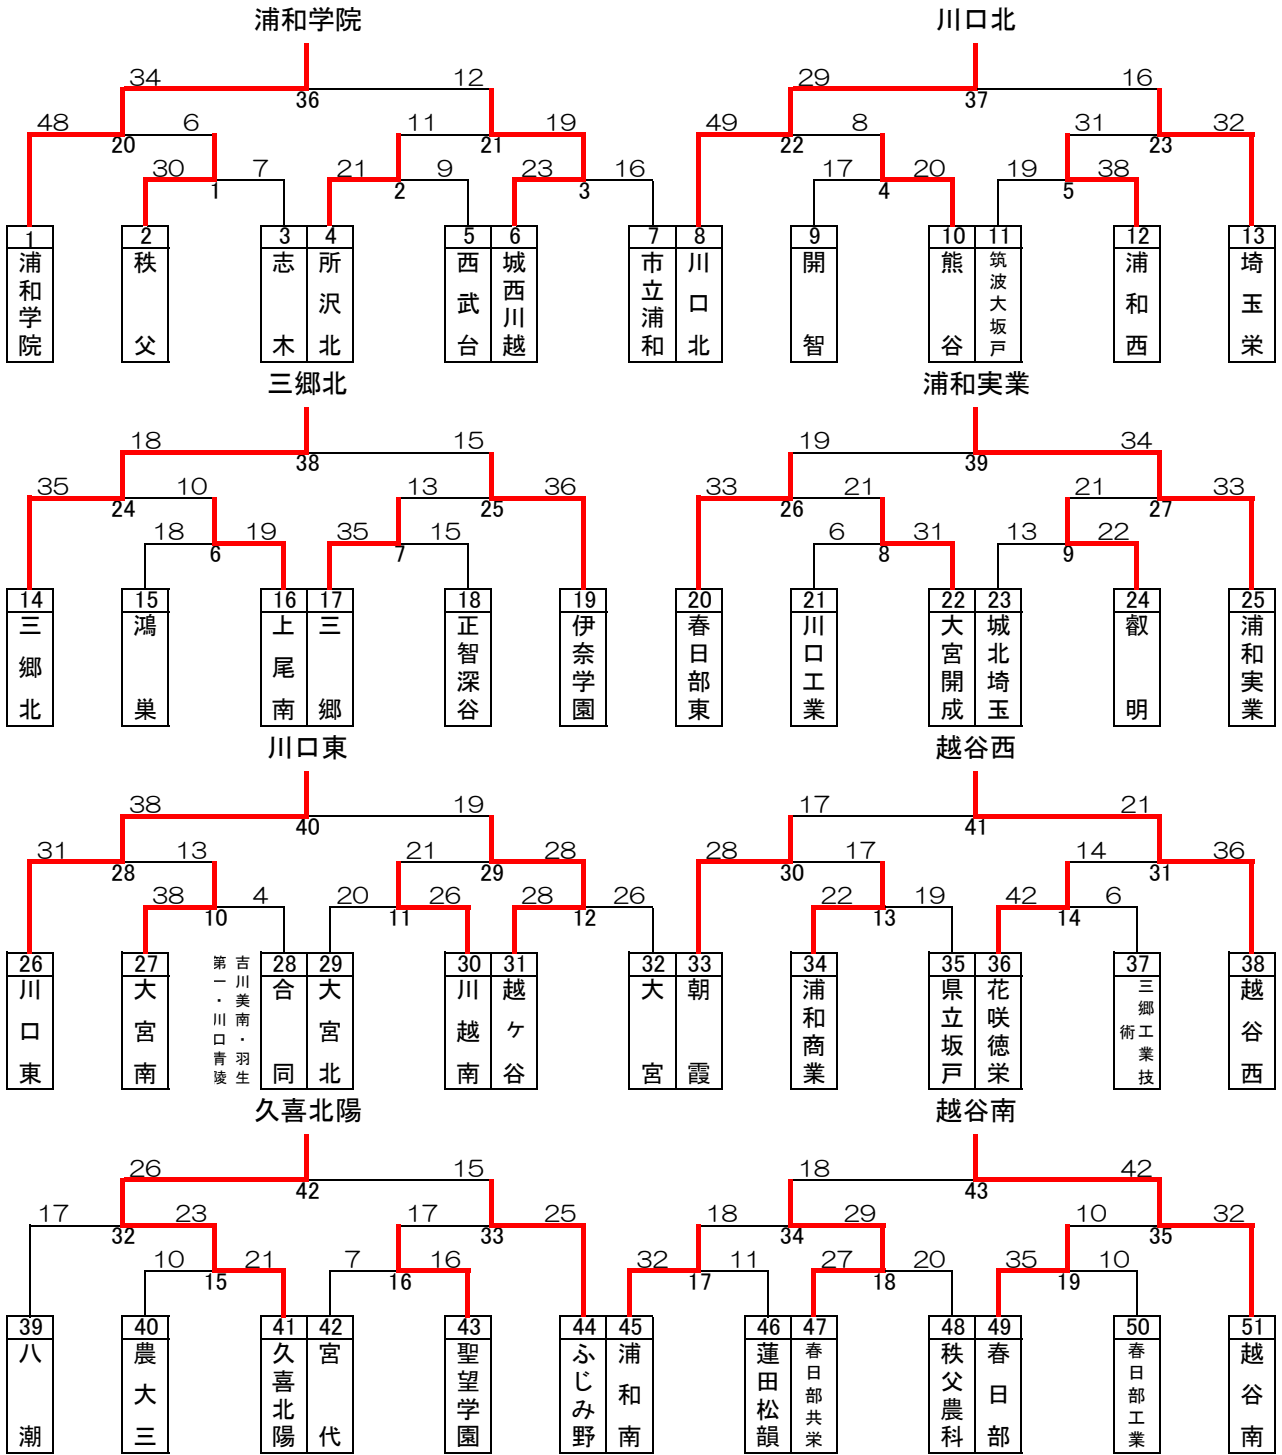 浦和学院 川口北
34 12 29 16
36 37
48 6 11 19 49 8 31 32
20 21 22 23
30 7 21 9 23 16 17 20 19 38
1 2 3 4 5
1 2 3 4 5 6 7 8 9 10 11 12 13
浦和学院
秩父
志木
所沢北
西武台
城西川越
市立浦和
川口北
開智
熊谷
筑波大坂戸
浦和西
埼玉栄
三郷北 浦和実業
18 15 19 34
38 39
35 10 13 36 33 21 21 33
24 25 26 27
18 19 35 15 6 31 13 22
6 7 8 9
14 15 16 17 18 19 20 21 22 23 24 25
三郷北
鴻巣
上尾南
三郷
正智深谷
伊奈学園
春日部東
川口工業
大宮開成
城北埼玉
叡明
浦和実業
川口東 越谷西
38 19 17 21
40 41
31 13 21 28 28 17 14 36
28 29 30 31
38 4 20 26 28 26 22 19 42 6
10 11 12 13 14
26 27 28 29 30 31 32 33 34 35 36 37 38
川口東
大宮南
吉川美南・羽生
第一・川口青陵
合同
大宮北
川越南
越ケ谷
大宮
朝霞
浦和商業
県立坂戸
花咲徳栄
三郷工業技
術
越谷西
久喜北陽 越谷南
26 15 18 42
42 43
17 23 17 25 18 29 10 32
32 33 34 35
10 21 7 16 32 11 27 20 35 10
15 16 17 18 19
39 40 41 42 43 44 45 46 47 48 49 50 51
八潮
農大三
久喜北陽
宮代
聖望学園
ふじみ野
浦和南
蓮田松韻
春日部共栄
秩父農科
春日部
春日部工業
越谷南